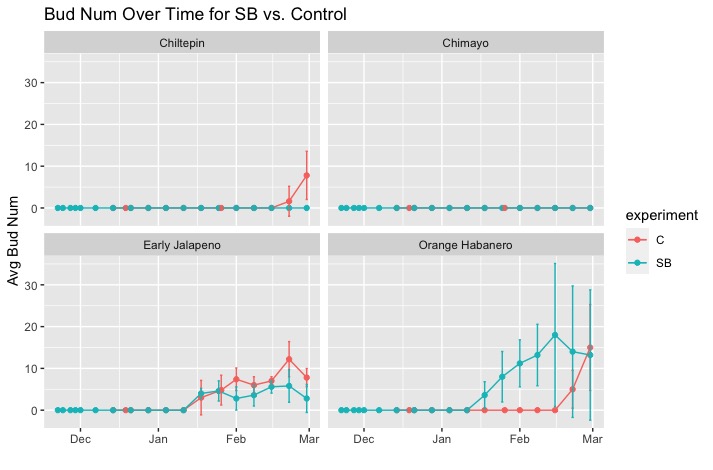 Bud Num Over Time for SB vs. Control
Chiltepin
Chimayo
30
20
10
0
Early Jalapeno
Orange Habanero
30
20
10
0
Dec Jan Feb Mar
Dec Jan Feb Mar
Avg Bud Num
experiment
C
SB